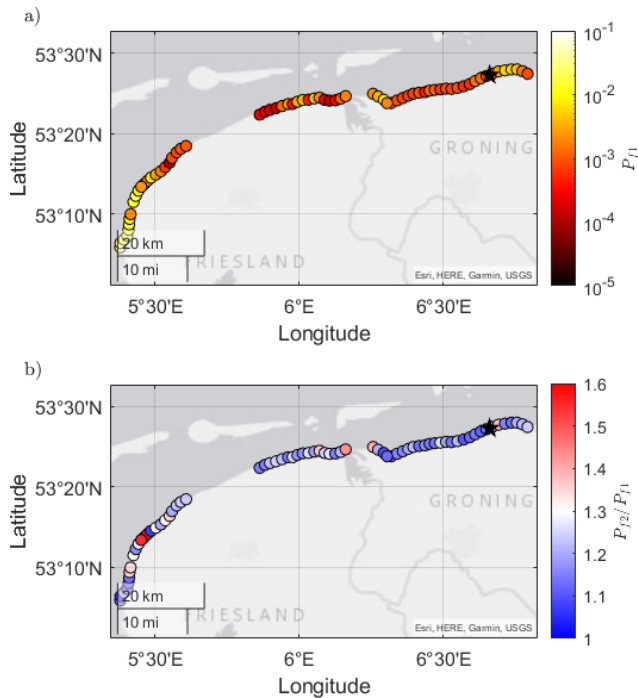 a)
53°30'N
53°20'N
53°10'N
Latitude
GRONING
FRIESLAND
20 km
10 mi
Esri, HERE, Garmin, USGS
5°30'E
6°E
6°30'E
Longitude
10^-1
10^-2
10^-3
10^-4
10^-5
P_f1
b)
53°30'N
53°20'N
53°10'N
Latitude
GRONING
FRIESLAND
20 km
10 mi
Esri, HERE, Garmin, USGS
5°30'E
6°E
6°30'E
Longitude
1.6
1.5
1.4
1.3
1.2
1.1
1
P_f2/P_f1